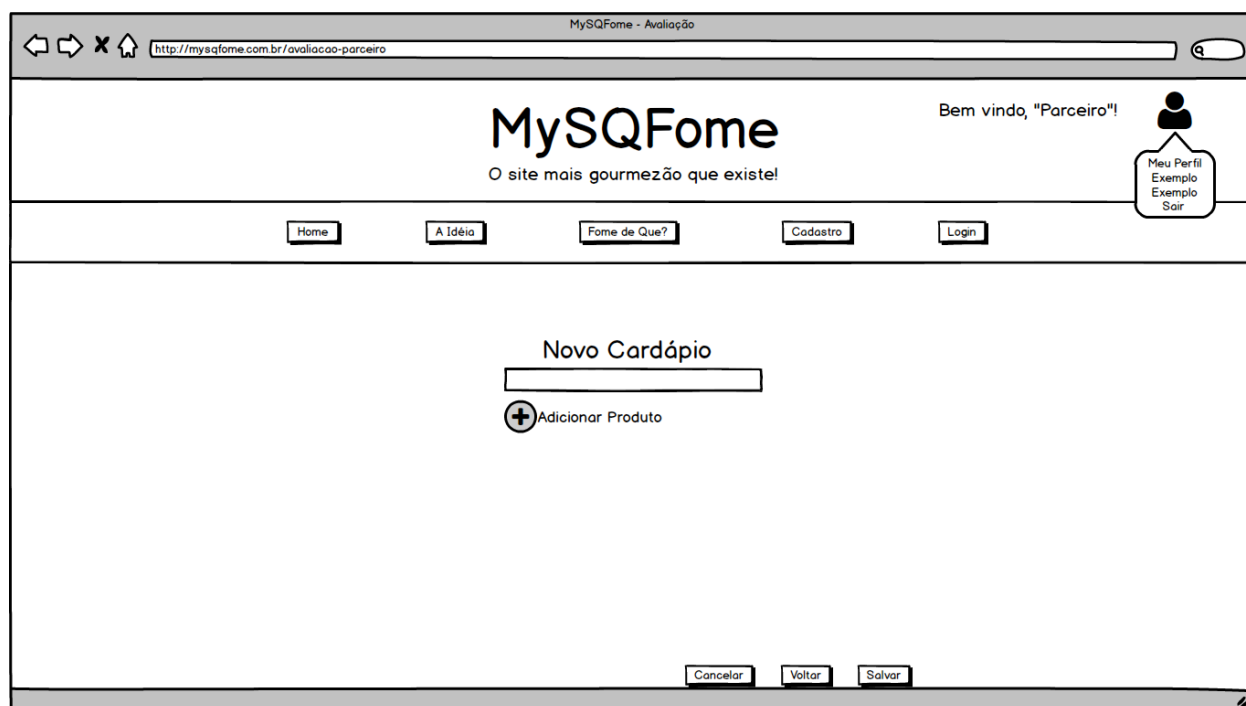 MySQFome - Avaliação
http://mysqfome.com.br/avaliacao-parceiro
MySQFome
O site mais gourmezão que existe!
Bem vindo, "Parceiro"!
Meu Perfil
Exemplo
Exemplo
Sair
Home
A Idéia
Fome de Que?
Cadastro
Login
Novo Cardápio
Adicionar Produto
Cancelar
Voltar
Salvar